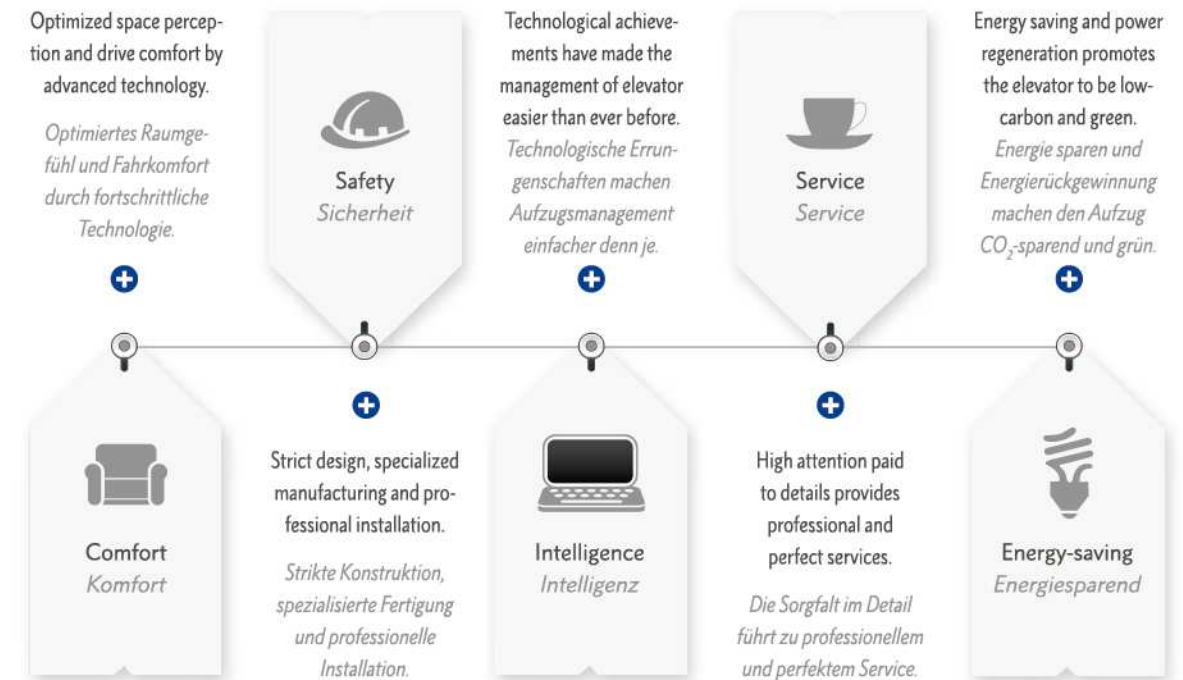 Optimized space percep-
tion and drive comfort by
advanced technology.
Optimiertes Raumge-
fühl und Fahrkomfort
durch fortschrittliche
Technologie.
Comfort
Komfort
Safety
Sicherheit
Strict design, specialized
manufacturing and pro-
fessional installation.
Strikte Konstruktion,
spezialisierte Fertigung
und professionelle
Installation.
Technological achieve-
ments have made the
management of elevator
easier than ever before.
Technologische Errun-
genschaften machen
Aufzugsmanagement
einfacher denn je.
Intelligence
Intelligenz
Service
Service
High attention paid
to details provides
professional and
perfect services.
Die Sorgfalt im Detail
führt zu professionellem
und perfektem Service.
Energy saving and power
regeneration promotes
the elevator to be low-
carbon and green.
Energie sparen und
Energierückgewinnung
machen den Aufzug
CO₂-sparend und grün.
Energy-saving
Energiesparend